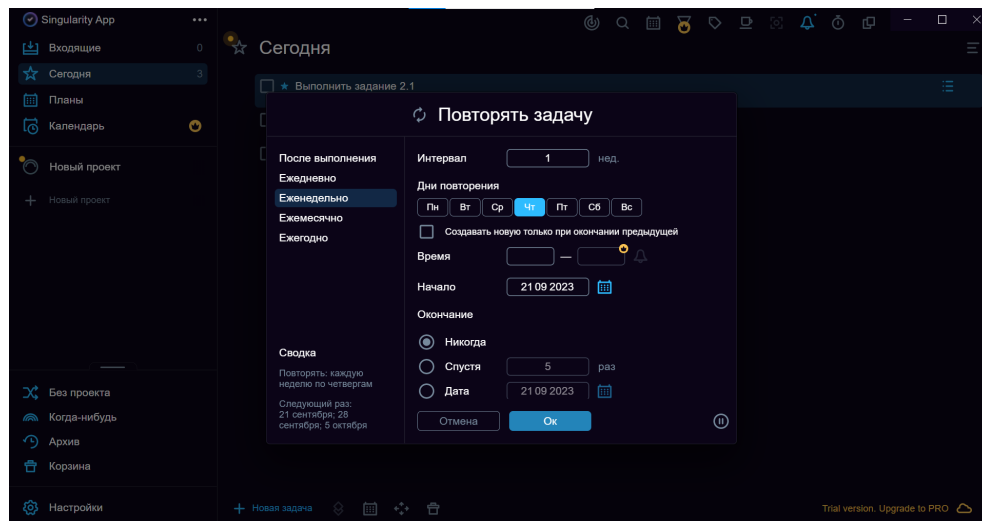 Singularity App
Входящие 0
Сегодня 3
Планы
Календарь
Новый проект
Новый проект
Без проекта
Когда-нибудь
Архив
Корзина
Настройки
Сегодня
Выполнить задание 2.1
Повторять задачу
После выполнения
Ежедневно
Еженедельно
Ежемесячно
Ежегодно
Сводка
Повторять: каждую
неделю по четвергам
Следующий раз:
21 сентября; 28
сентября; 5 октября
Интервал 1 нед.
Дни повторения
Пн Вт Ср Чт Пт Сб Вс
Создавать новую только при окончании предыдущей
Время —
Начало 21 09 2023
Окончание
Никогда
Спустя 5 раз
Дата 21 09 2023
Отмена Ок
Новая задача
Trial version. Upgrade to PRO